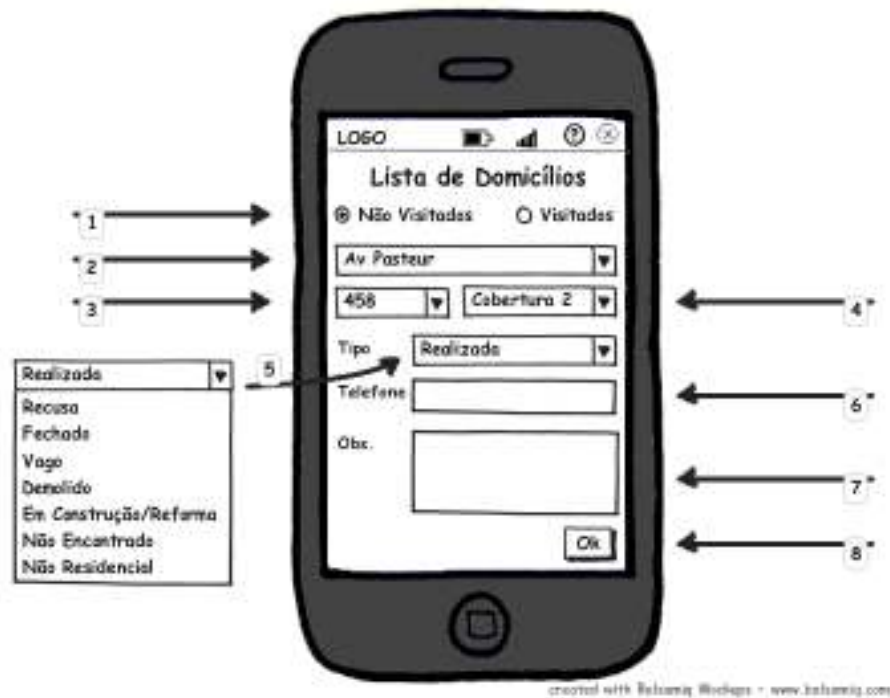 LOGO
Lista de Domicílios
Não Visitados Visitados
1
Av Pasteur
2
458 Cobertura 2
3
4
Tipo Realizada
5
Realizada
Recusa
Fechado
Vago
Demolido
Em Construção/Reforma
Não Encontrado
Não Residencial
Telefone
6
Obs.
7
Ok
8
created with Balsamiq Mockups - www.balsamiq.com